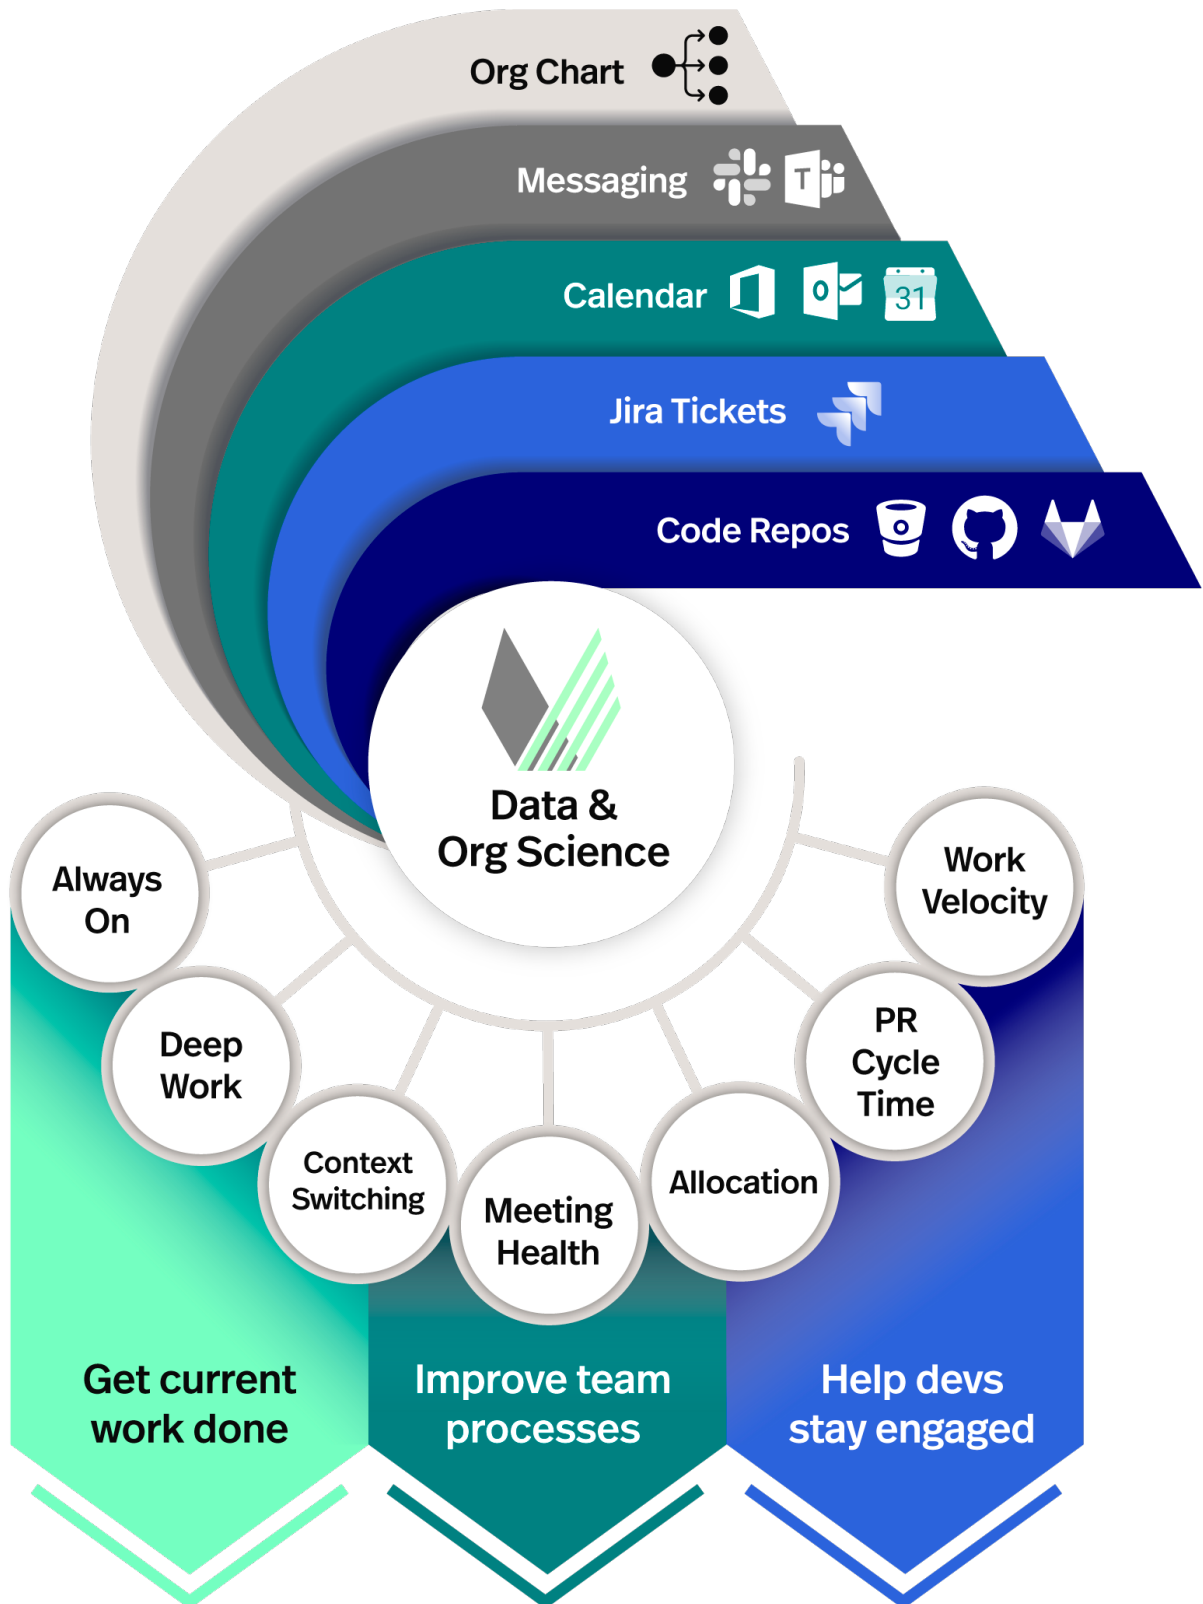 Org Chart
Messaging
T
Calendar
O
31
Jira Tickets
Code Repos
Data &
Org Science
Always
On
Deep
Work
Context
Switching
Meeting
Health
Allocation
PR
Cycle
Time
Work
Velocity
Get current
work done
Improve team
processes
Help devs
stay engaged